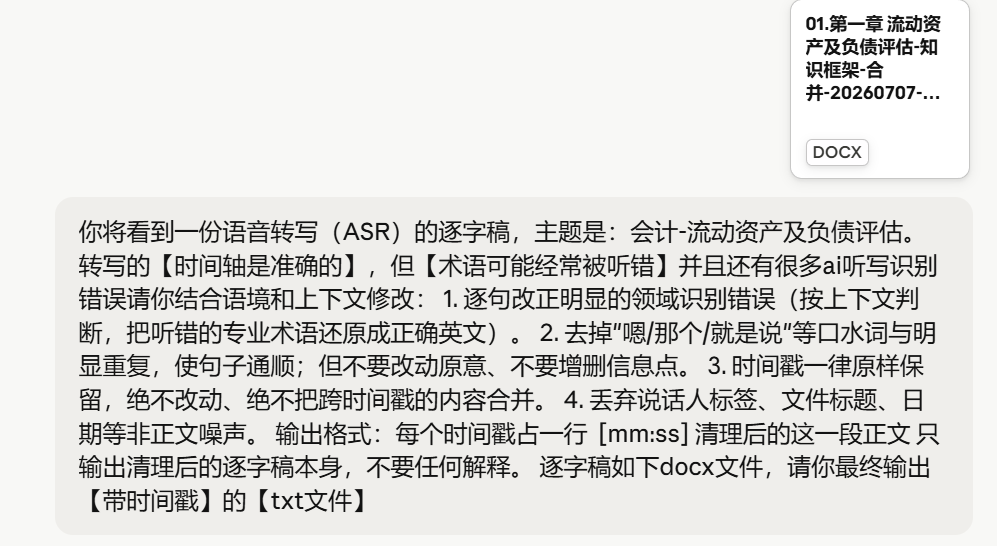 01.第一章 流动资
产及负债评估-知
识框架-合
并-20260707-...
DOCX
你将看到一份语音转写（ASR）的逐字稿，主题是：会计-流动资产及负债评估。
转写的【时间轴是准确的】，但【术语可能经常被听错】并且还有很多ai听写识别
错误请你结合语境和上下文修改： 1. 逐句改正明显的领域识别错误（按上下文判
断，把听错的专业术语还原成正确英文）。 2. 去掉"嗯/那个/就是说"等口水词与明
显重复，使句子通顺；但不要改动原意、不要增删信息点。 3. 时间戳一律原样保
留，绝不改动、绝不把跨时间戳的内容合并。 4. 丢弃说话人标签、文件标题、日
期等非正文噪声。 输出格式：每个时间戳占一行 [mm:ss] 清理后的这一段正文 只
输出清理后的逐字稿本身，不要任何解释。 逐字稿如下docx文件，请你最终输出
【带时间戳】的【txt文件】